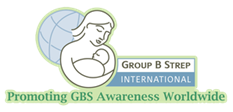 GROUP B STREP
INTERNATIONAL
Promoting GBS Awareness Worldwide